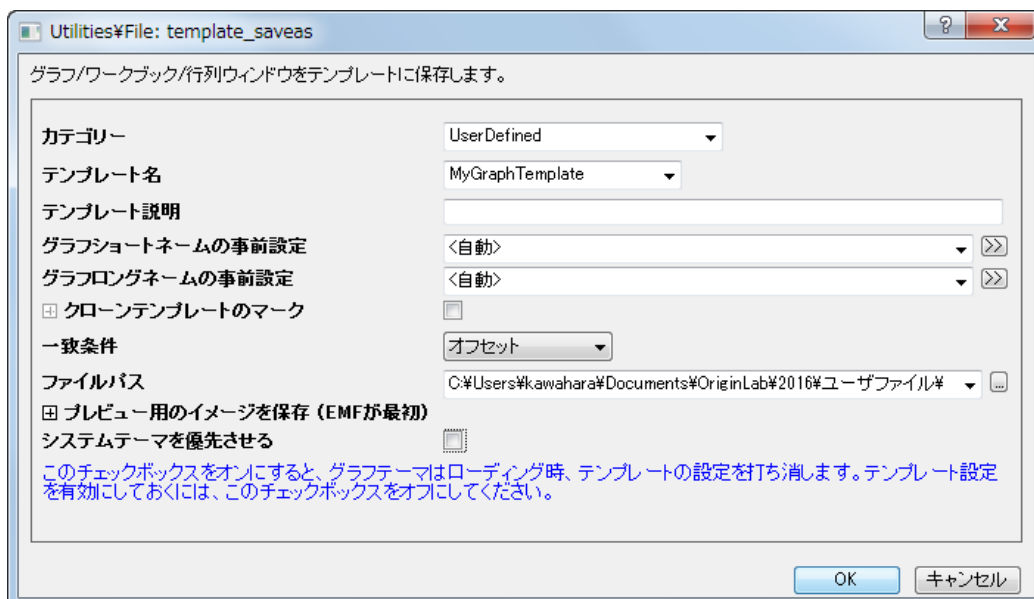 Utilities¥File: template_saveas
グラフ/ワークブック/行列ウィンドウをテンプレートに保存します。
カテゴリー UserDefined
テンプレート名 MyGraphTemplate
テンプレート説明
グラフショートネームの事前設定 <自動>
グラフロングネームの事前設定 <自動>
クローンテンプレートのマーク
一致条件 オフセット
ファイルパス C:¥Users¥kawahara¥Documents¥OriginLab¥2016¥ユーザファイル¥
プレビュー用のイメージを保存 (EMFが最初)
システムテーマを優先させる
このチェックボックスをオンにすると、グラフテーマはローディング時、テンプレートの設定を打ち消します。テンプレート設定
を有効にしておくには、このチェックボックスをオフにしてください。
OK キャンセル